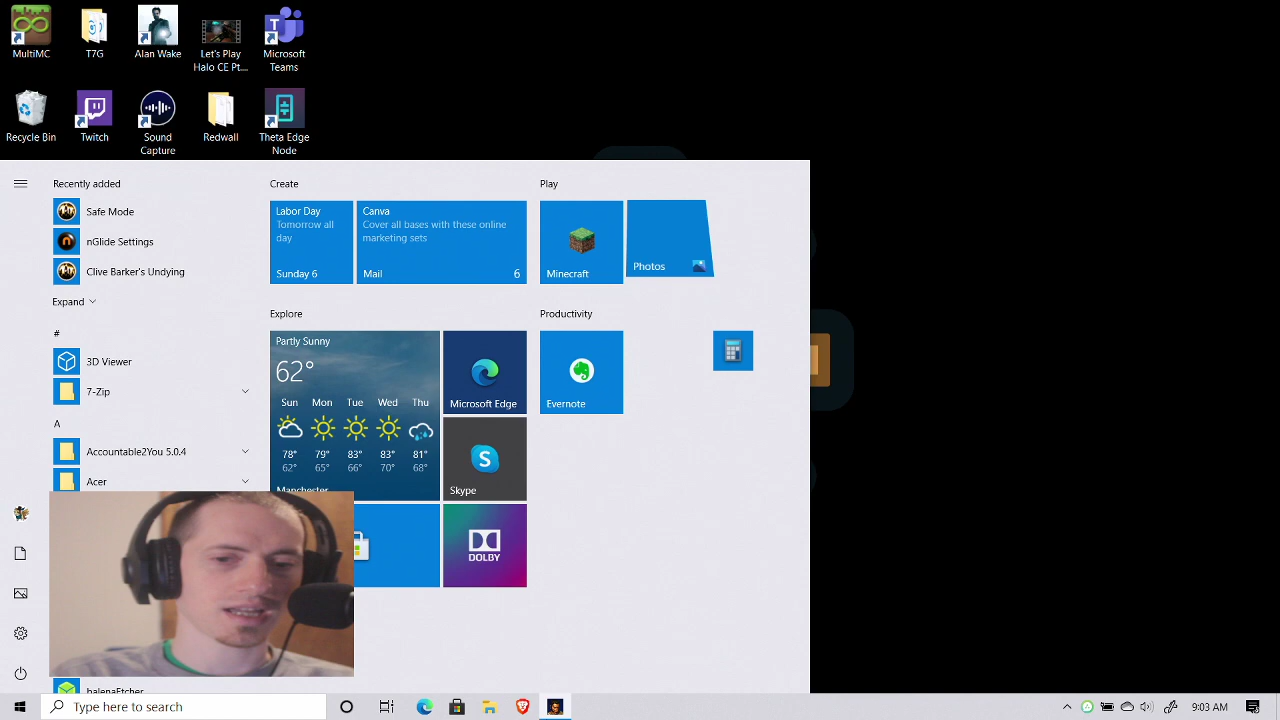 MultiMC
T7G
Alan Wake
Let's Play
Halo CE Pt...
Microsoft
Teams
Recycle Bin
Twitch
Sound
Capture
Redwall
Theta Edge
Node
Recently added
Safe Mode
nGlide Settings
Clive Barker's Undying
Expand
#
3D Viewer
7-Zip
A
Accountable2You 5.0.4
Acer
balenaEtcher
Create
Labor Day
Tomorrow all
day
Sunday 6
Canva
Cover all bases with these online
marketing sets
Mail 6
Explore
Partly Sunny
62°
Sun Mon Tue Wed Thu
78° 79° 83° 83° 81°
62° 65° 66° 70° 68°
Manchester
Microsoft Edge
S
Skype
DOLBY
Play
Minecraft
Photos
Productivity
Evernote
Type here to search
9:03 AM